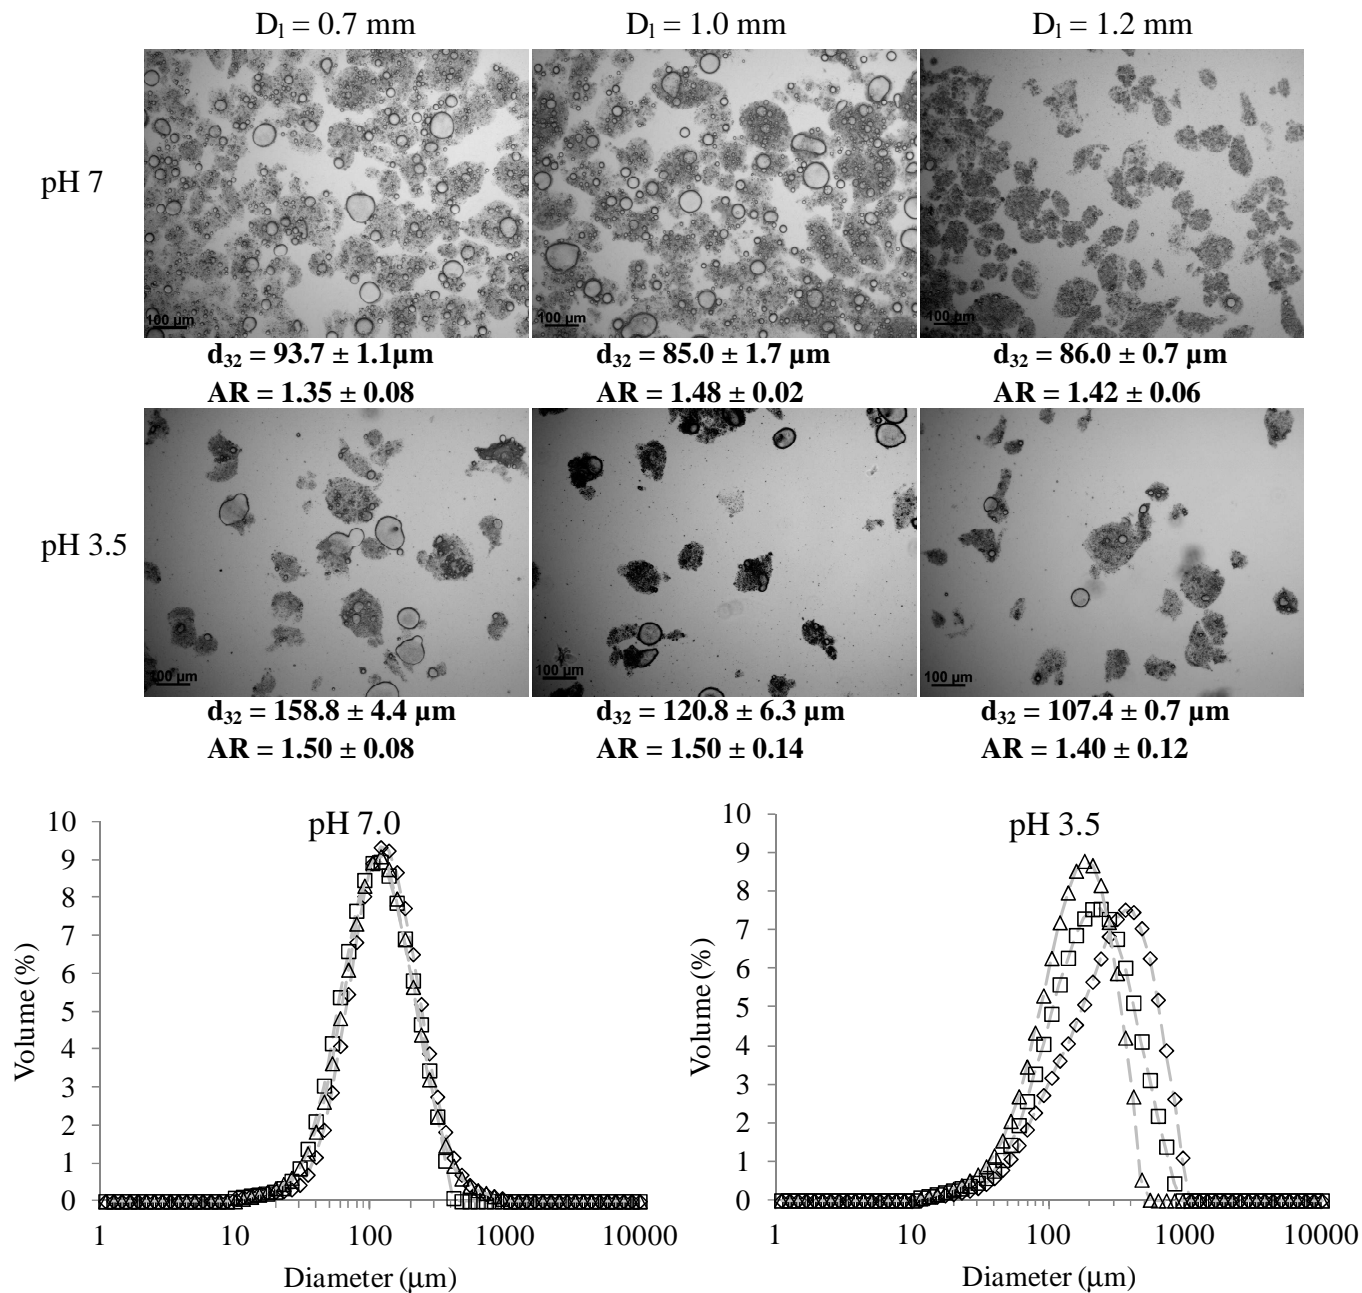 D₁ = 0.7 mm D₁ = 1.0 mm D₁ = 1.2 mm
pH 7
100 µm 100 µm 100 µm
d₃₂ = 93.7 ± 1.1µm d₃₂ = 85.0 ± 1.7 µm d₃₂ = 86.0 ± 0.7 µm
AR = 1.35 ± 0.08 AR = 1.48 ± 0.02 AR = 1.42 ± 0.06
pH 3.5
100 µm 100 µm 100 µm
d₃₂ = 158.8 ± 4.4 µm d₃₂ = 120.8 ± 6.3 µm d₃₂ = 107.4 ± 0.7 µm
AR = 1.50 ± 0.08 AR = 1.50 ± 0.14 AR = 1.40 ± 0.12
pH 7.0
Volume (%)
10
9
8
7
6
5
4
3
2
1
0
1 10 100 1000 10000
Diameter (µm)
pH 3.5
Volume (%)
10
9
8
7
6
5
4
3
2
1
0
1 10 100 1000 10000
Diameter (µm)